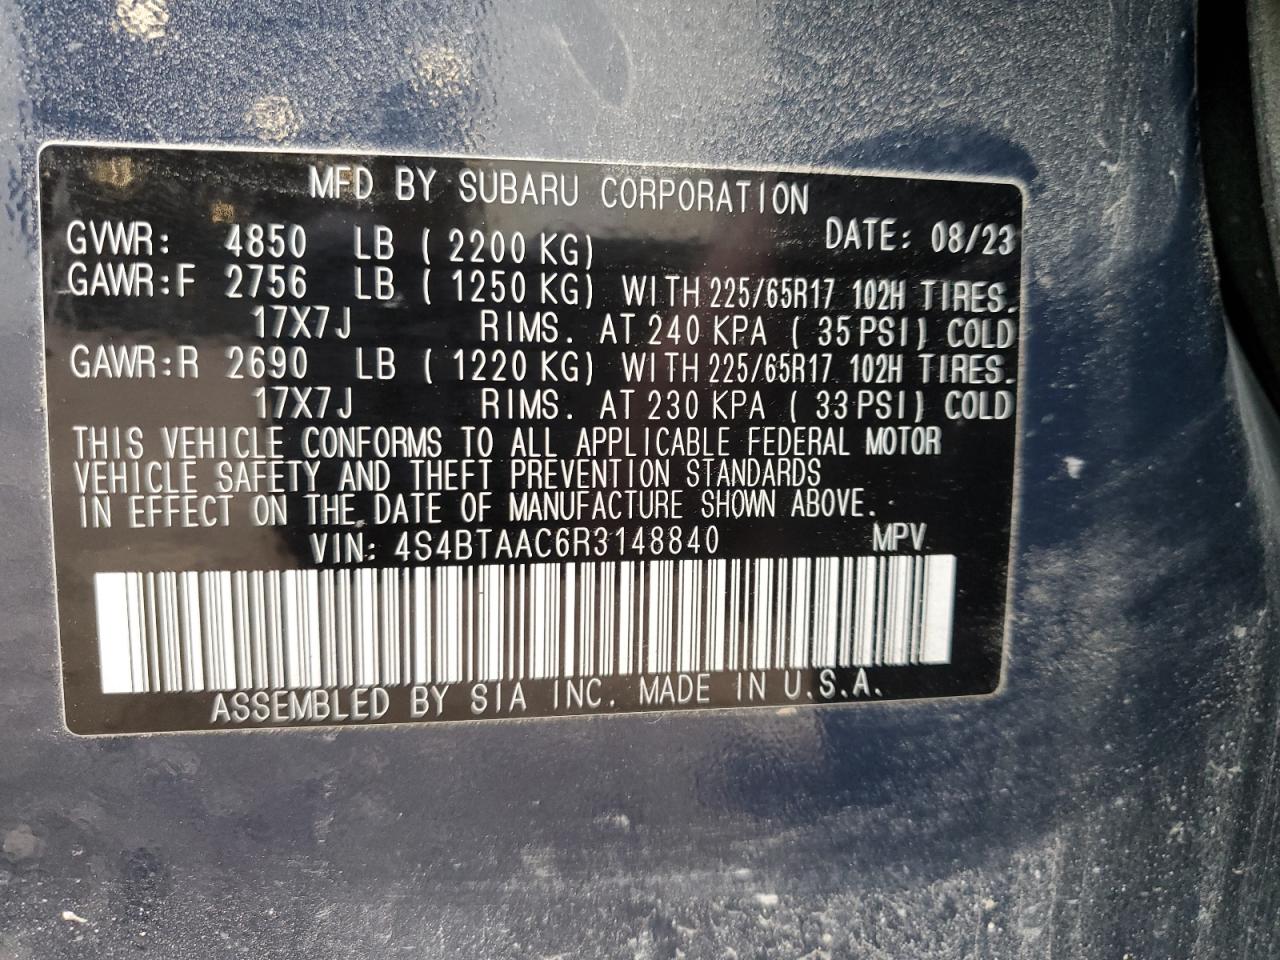 MFD BY SUBARU CORPORATION
GVWR: 4850 LB ( 2200 KG) DATE: 08/23
GAWR:F 2756 LB ( 1250 KG) WITH 225/65R17 102H TIRES.
17X7J RIMS. AT 240 KPA ( 35 PSI) COLD
GAWR:R 2690 LB ( 1220 KG) WITH 225/65R17 102H TIRES.
17X7J RIMS. AT 230 KPA ( 33 PSI) COLD
THIS VEHICLE CONFORMS TO ALL APPLICABLE FEDERAL MOTOR
VEHICLE SAFETY AND THEFT PREVENTION STANDARDS
IN EFFECT ON THE DATE OF MANUFACTURE SHOWN ABOVE.
VIN: 4S4BTAAC6R3148840 MPV
ASSEMBLED BY SIA INC. MADE IN U.S.A.